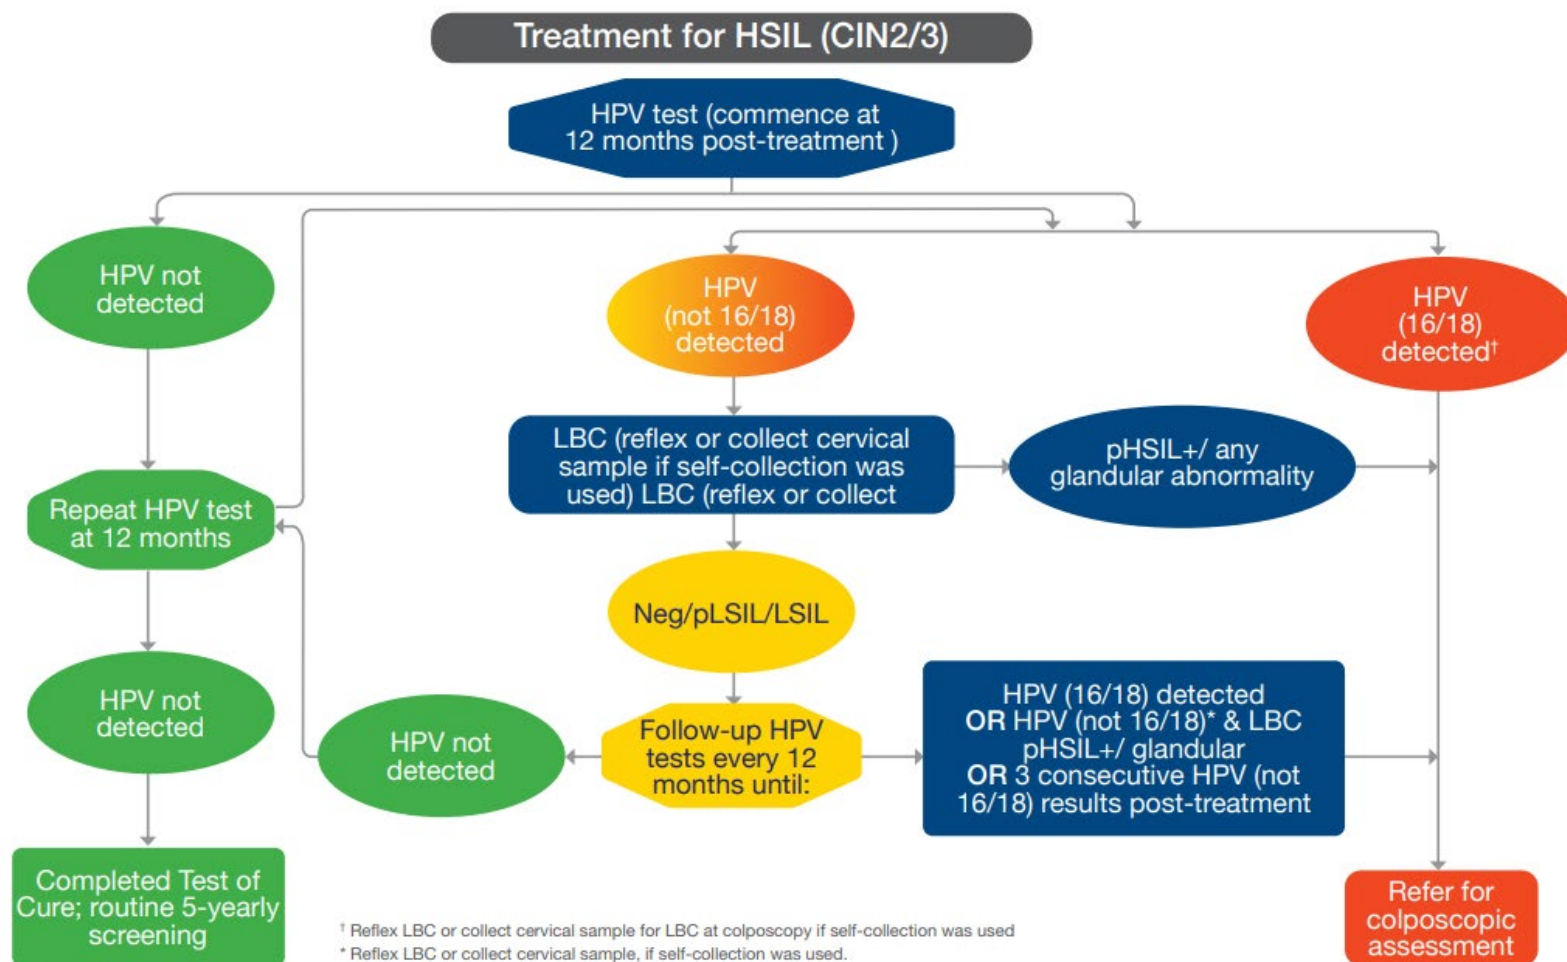 Treatment for HSIL (CIN2/3)
HPV test (commence at
12 months post-treatment )
HPV not
detected
HPV
(not 16/18)
detected
HPV
(16/18)
detected†
LBC (reflex or collect cervical
sample if self-collection was
used) LBC (reflex or collect
pHSIL+/ any
glandular abnormality
Repeat HPV test
at 12 months
Neg/pLSIL/LSIL
HPV not
detected
HPV not
detected
Follow-up HPV
tests every 12
months until:
HPV (16/18) detected
OR HPV (not 16/18)* & LBC
pHSIL+/ glandular
OR 3 consecutive HPV (not
16/18) results post-treatment
Completed Test of
Cure; routine 5-yearly
screening
Refer for
colposcopic
assessment
† Reflex LBC or collect cervical sample for LBC at colposcopy if self-collection was used
* Reflex LBC or collect cervical sample, if self-collection was used.